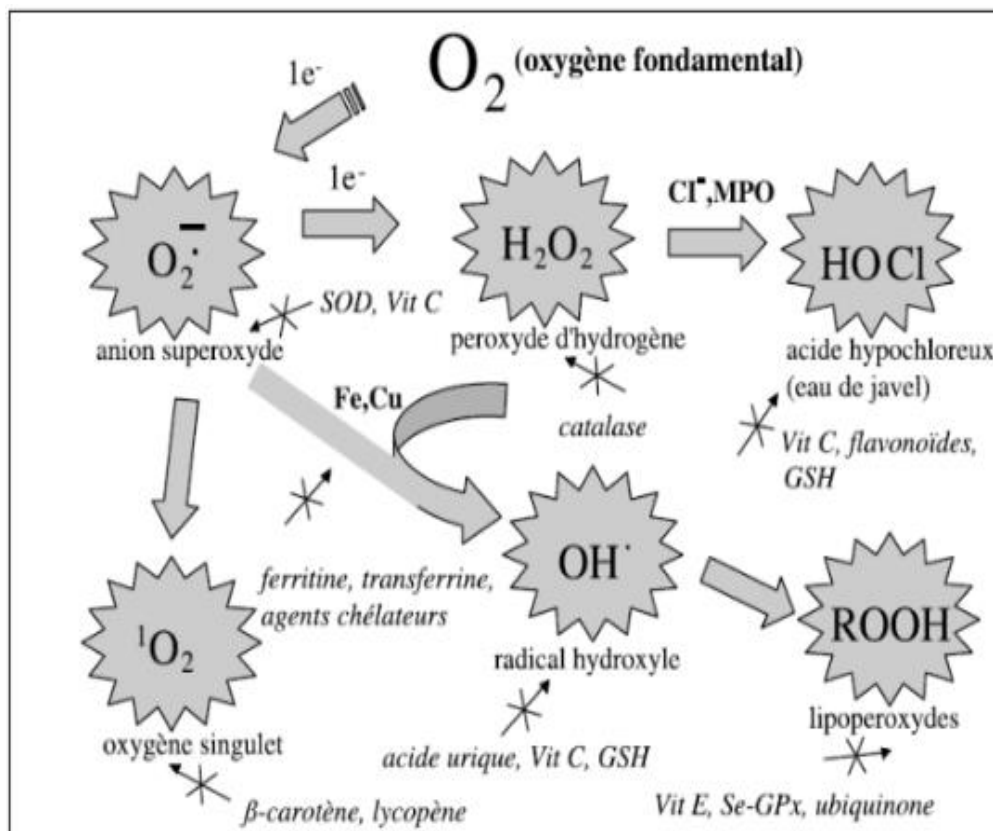 O₂ (oxygène fondamental)
1e⁻
1e⁻
Cl⁻,MPO
O₂·⁻
H₂O₂
HOCl
SOD, Vit C
anion superoxyde
peroxyde d'hydrogène
acide hypochloreux
(eau de javel)
Fe,Cu
catalase
Vit C, flavonoïdes,
GSH
OH·
ferritine, transferrine,
agents chélateurs
¹O₂
ROOH
radical hydroxyle
lipoperoxydes
oxygène singulet
acide urique, Vit C, GSH
β-carotène, lycopène
Vit E, Se-GPx, ubiquinone